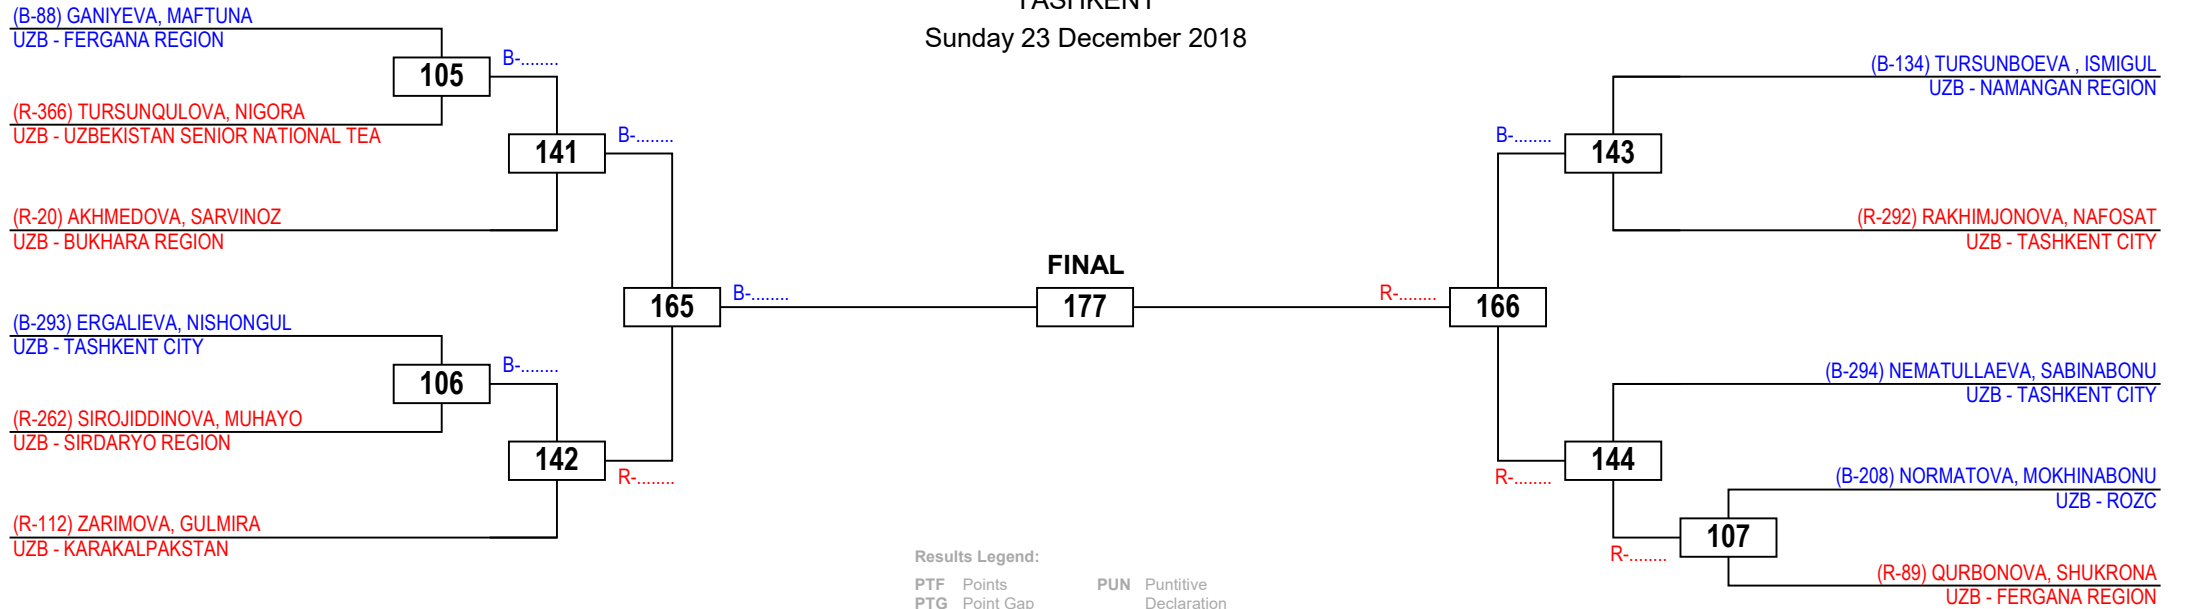 TASHKENT
Sunday 23 December 2018
(B-88) GANIYEVA, MAFTUNA
UZB - FERGANA REGION
105
B-........
(R-366) TURSUNQULOVA, NIGORA
UZB - UZBEKISTAN SENIOR NATIONAL TEA
141
B-........
(R-20) AKHMEDOVA, SARVINOZ
UZB - BUKHARA REGION
165
B-........
(B-293) ERGALIEVA, NISHONGUL
UZB - TASHKENT CITY
106
B-........
(R-262) SIROJIDDINOVA, MUHAYO
UZB - SIRDARYO REGION
142
R-........
(R-112) ZARIMOVA, GULMIRA
UZB - KARAKALPAKSTAN
FINAL
177
(B-134) TURSUNBOEVA , ISMIGUL
UZB - NAMANGAN REGION
B-........
143
(R-292) RAKHIMJONOVA, NAFOSAT
UZB - TASHKENT CITY
R-........
166
(B-294) NEMATULLAEVA, SABINABONU
UZB - TASHKENT CITY
R-........
144
(B-208) NORMATOVA, MOKHINABONU
UZB - ROZC
R-........
107
(R-89) QURBONOVA, SHUKRONA
UZB - FERGANA REGION
Results Legend:
PTF Points PUN Puntitive
PTG Point Gap Declaration